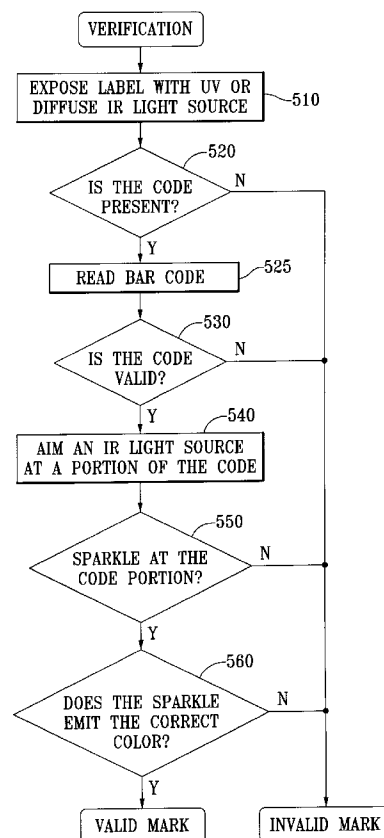 VERIFICATION
EXPOSE LABEL WITH UV OR
DIFFUSE IR LIGHT SOURCE
510
520
IS THE CODE
PRESENT?
N
Y
READ BAR CODE
525
530
IS THE CODE
VALID?
N
Y
540
AIM AN IR LIGHT SOURCE
AT A PORTION OF THE CODE
550
SPARKLE AT THE
CODE PORTION?
N
Y
560
DOES THE SPARKLE
EMIT THE CORRECT
COLOR?
N
Y
VALID MARK
INVALID MARK